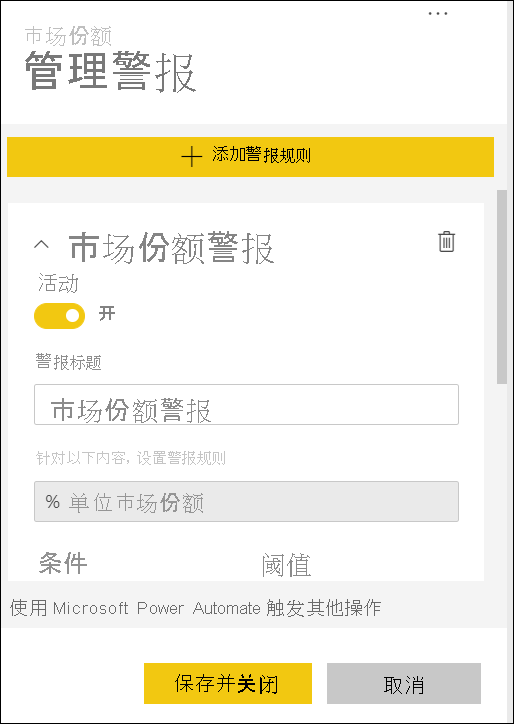 ...
市场份额
管理警报
添加警报规则
市场份额警报
活动
开
警报标题
市场份额警报
针对以下内容, 设置警报规则
% 单位市场份额
条件 阈值
使用 Microsoft Power Automate 触发其他操作
保存并关闭 取消